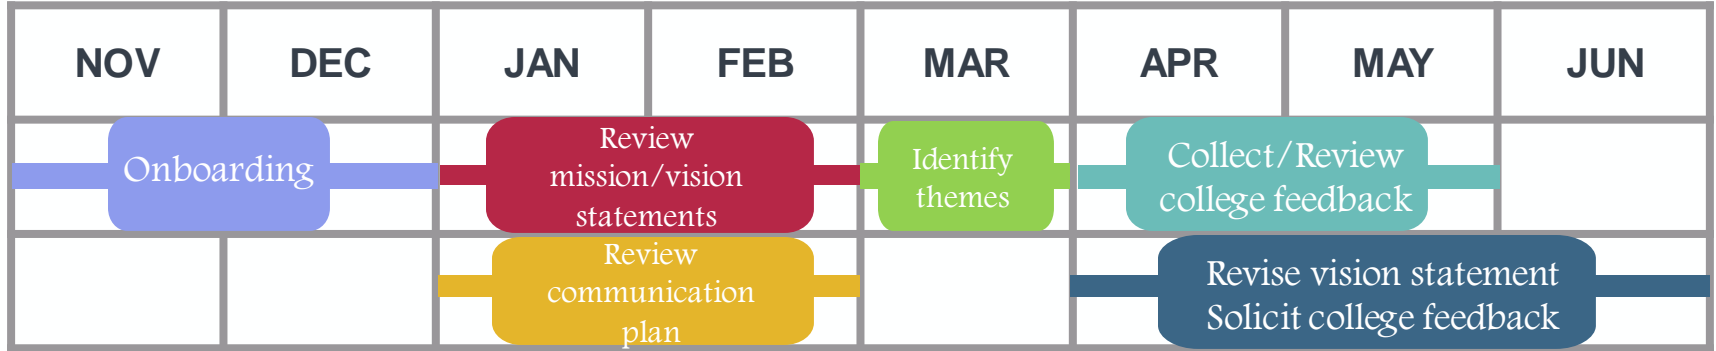 NOV DEC JAN FEB MAR APR MAY JUN
Onboarding
Review
mission/vision
statements
Identify
themes
Collect/Review
college feedback
Review
communication
plan
Revise vision statement
Solicit college feedback